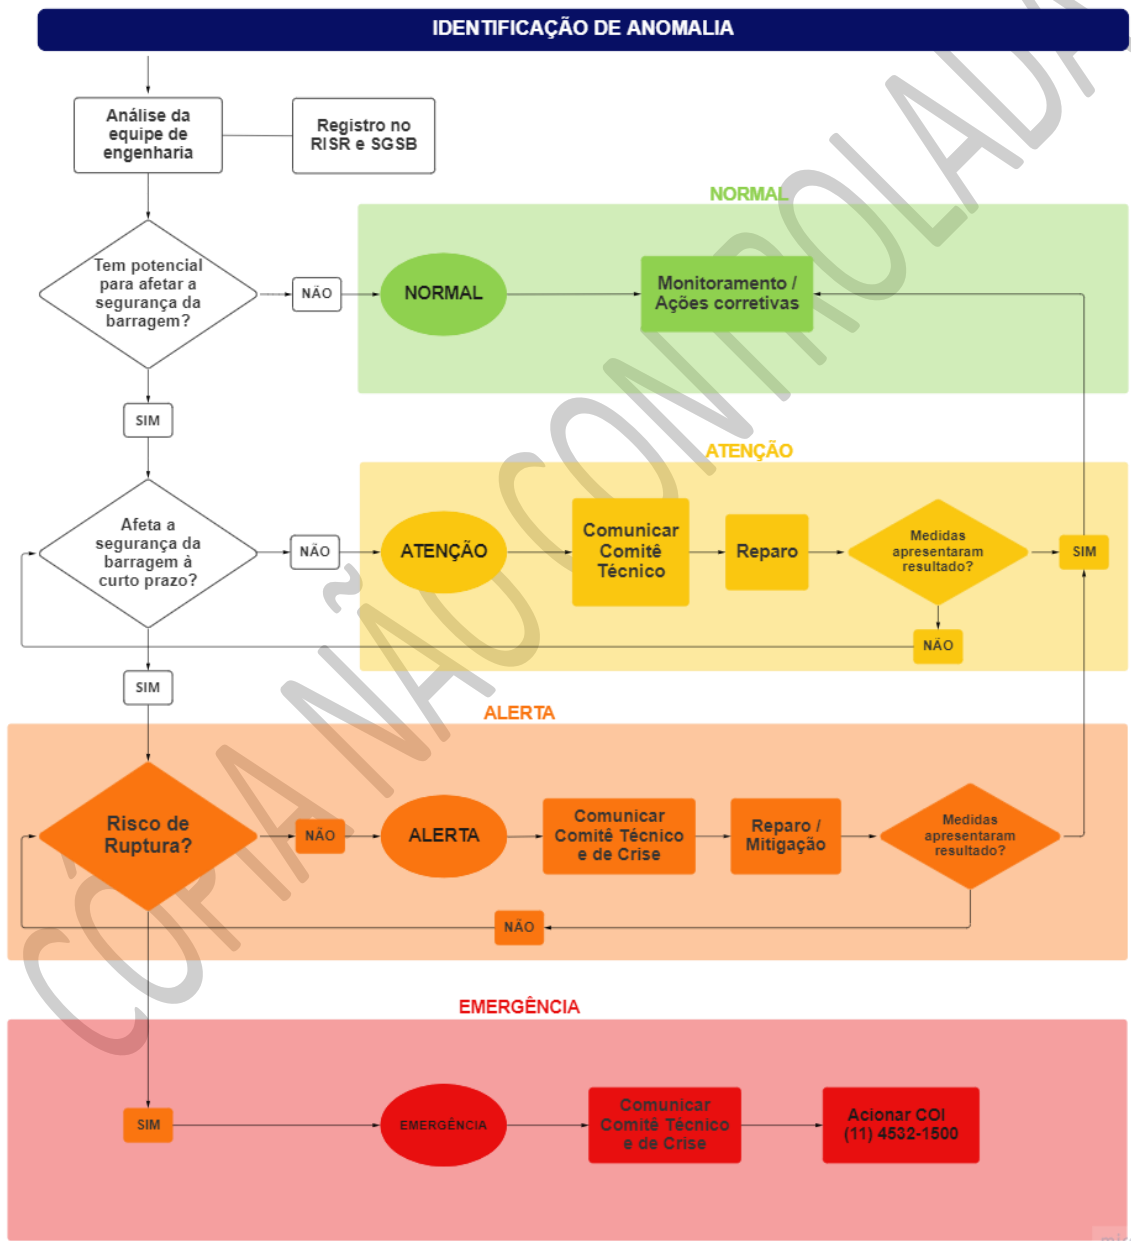 IDENTIFICAÇÃO DE ANOMALIA
Análise da
equipe de
engenharia
Registro no
RISR e SGSB
NORMAL
Tem potencial
para afetar a
segurança da
barragem?
NÃO
NORMAL
Monitoramento /
Ações corretivas
SIM
ATENÇÃO
Afeta a
segurança da
barragem à
curto prazo?
NÃO
ATENÇÃO
Comunicar
Comitê
Técnico
Reparo
Medidas
apresentaram
resultado?
SIM
NÃO
SIM
ALERTA
Risco de
Ruptura?
NÃO
ALERTA
Comunicar
Comitê Técnico
e de Crise
Reparo /
Mitigação
Medidas
apresentaram
resultado?
NÃO
EMERGÊNCIA
SIM
EMERGÊNCIA
Comunicar
Comitê Técnico
e de Crise
Acionar COI
(11) 4532-1500
CÓPIA NÃO CONTROLADA